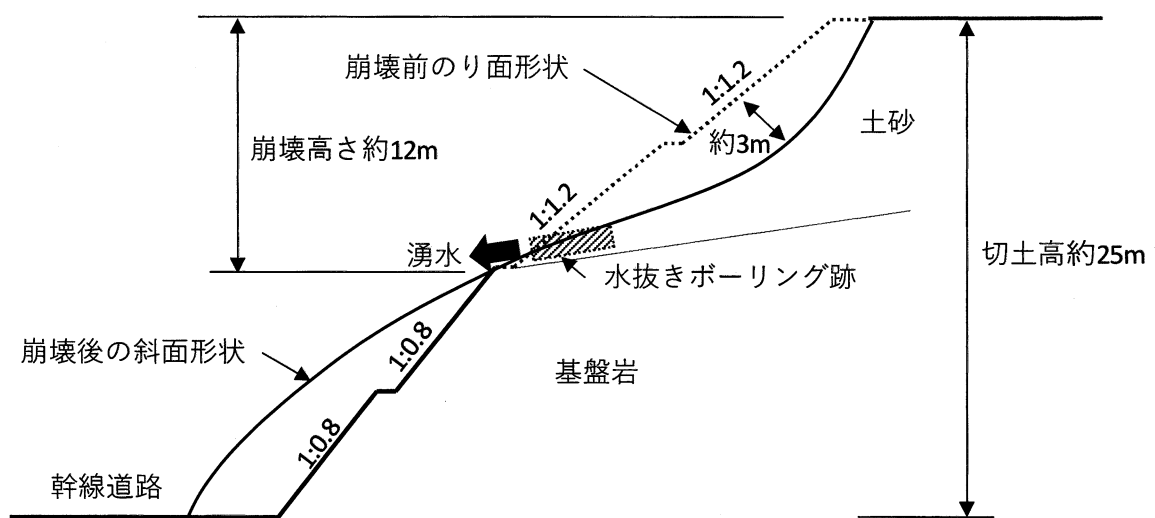 崩壊前のり面形状
1:1.2
土砂
約3m
崩壊高さ約12m
1:1.2
湧水
水抜きボーリング跡
切土高約25m
崩壊後の斜面形状
1:0.8
基盤岩
1:0.8
幹線道路